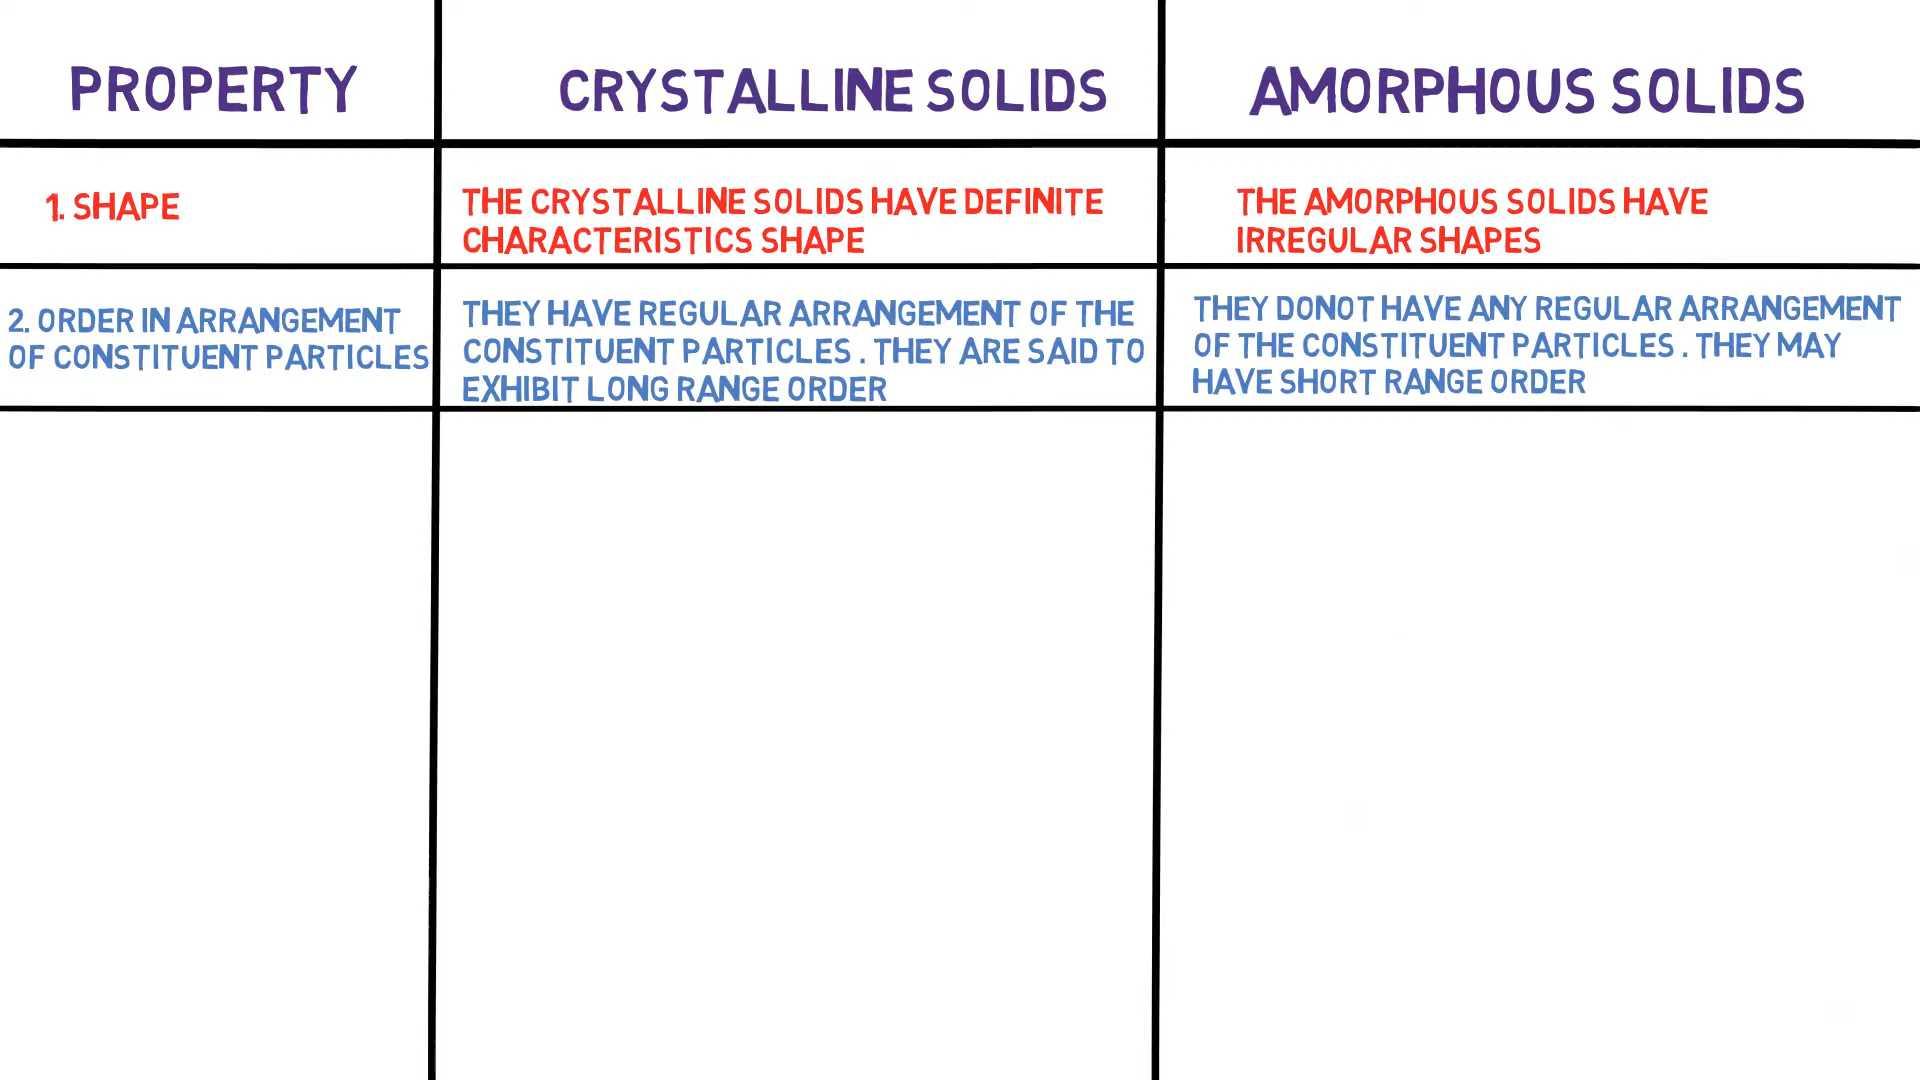 PROPERTY
CRYSTALLINE SOLIDS
AMORPHOUS SOLIDS
1. SHAPE
THE CRYSTALLINE SOLIDS HAVE DEFINITE
CHARACTERISTICS SHAPE
THE AMORPHOUS SOLIDS HAVE
IRREGULAR SHAPES
2. ORDER IN ARRANGEMENT
OF CONSTITUENT PARTICLES
THEY HAVE REGULAR ARRANGEMENT OF THE
CONSTITUENT PARTICLES . THEY ARE SAID TO
EXHIBIT LONG RANGE ORDER
THEY DONOT HAVE ANY REGULAR ARRANGEMENT
OF THE CONSTITUENT PARTICLES . THEY MAY
HAVE SHORT RANGE ORDER